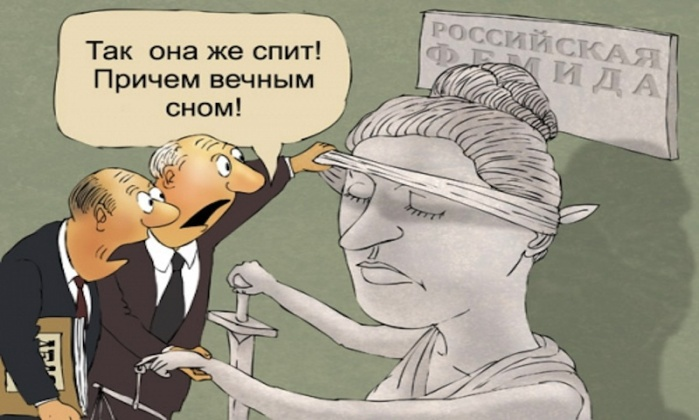 Так она же спит!
Причем вечным
сном!
РОССИЙСКАЯ
ФЕМИДА